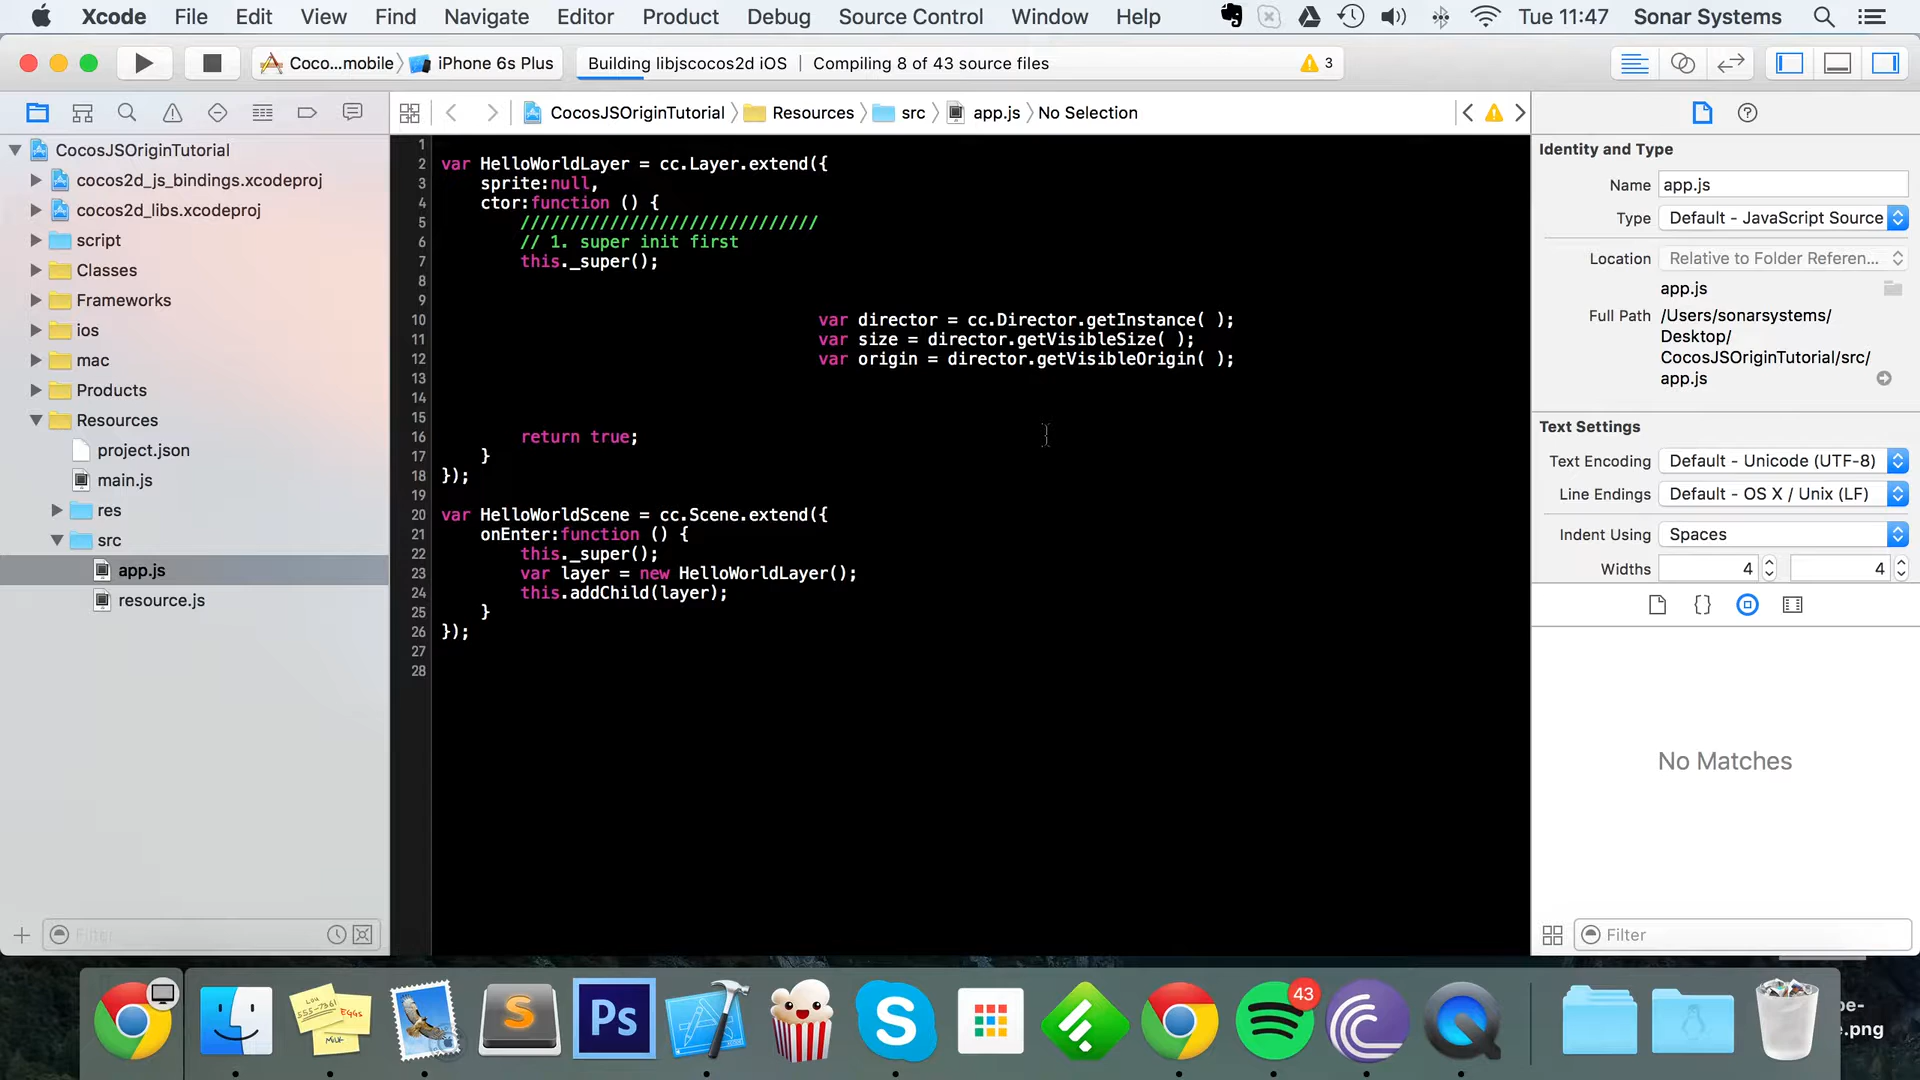 Xcode File Edit View Find Navigate Editor Product Debug Source Control Window Help Tue 11:47 Sonar Systems
Coco...mobile iPhone 6s Plus Building libjscocos2d iOS | Compiling 8 of 43 source files 3
CocosJSOriginTutorial Resources src app.js No Selection
CocosJSOriginTutorial
cocos2d_js_bindings.xcodeproj
cocos2d_libs.xcodeproj
script
Classes
Frameworks
ios
mac
Products
Resources
project.json
main.js
res
src
app.js
resource.js
Filter
1
2 var HelloWorldLayer = cc.Layer.extend({
3 sprite:null,
4 ctor:function () {
5 //////////////////////////////
6 // 1. super init first
7 this._super();
8
9
10 var director = cc.Director.getInstance( );
11 var size = director.getVisibleSize( );
12 var origin = director.getVisibleOrigin( );
13
14
15
16 return true;
17 }
18 });
19
20 var HelloWorldScene = cc.Scene.extend({
21 onEnter:function () {
22 this._super();
23 var layer = new HelloWorldLayer();
24 this.addChild(layer);
25 }
26 });
27
28
Identity and Type
Name app.js
Type Default - JavaScript Source
Location Relative to Folder Referen...
app.js
Full Path /Users/sonarsystems/
Desktop/
CocosJSOriginTutorial/src/
app.js
Text Settings
Text Encoding Default - Unicode (UTF-8)
Line Endings Default - OS X / Unix (LF)
Indent Using Spaces
Widths 4 4
No Matches
Filter
43
Ps
EGGS
MILK
pe-
e.png